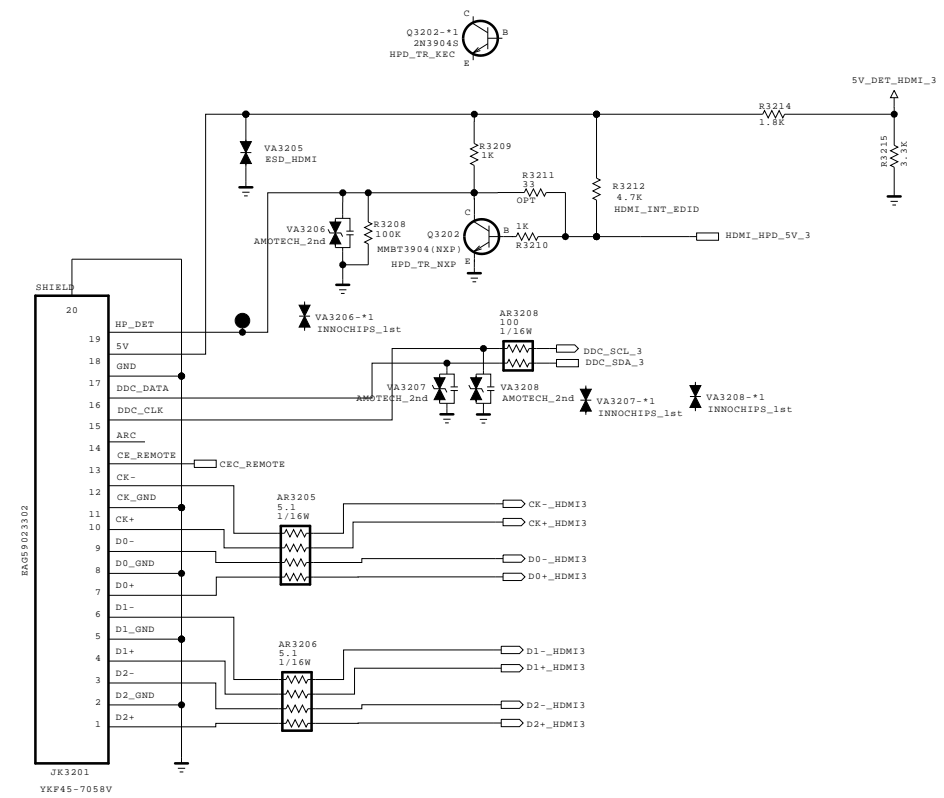 C
Q3202-*1
B
2N3904S
HPD_TR_KEC
E
5V_DET_HDMI_3
R3214
1.8K
VA3205
ESD_HDMI
R3209
1K
R3215
3.3K
R3211
33
OPT
R3212
4.7K
HDMI_INT_EDID
C
VA3206
AMOTECH_2nd
R3208
100K
Q3202
MMBT3904(NXP)
B
1K
R3210
HDMI_HPD_5V_3
HPD_TR_NXP
E
SHIELD
20
HP_DET
19
5V
18
GND
17
DDC_DATA
16
DDC_CLK
15
ARC
14
CE_REMOTE
13
CK-
12
CK_GND
11
CK+
10
D0-
9
D0_GND
8
D0+
7
D1-
6
D1_GND
5
D1+
4
D2-
3
D2_GND
2
D2+
1
EAG59023302
JK3201
YKF45-7058V
VA3206-*1
INNOCHIPS_1st
AR3208
100
1/16W
DDC_SCL_3
DDC_SDA_3
VA3207
AMOTECH_2nd
VA3208
AMOTECH_2nd
VA3207-*1
INNOCHIPS_1st
VA3208-*1
INNOCHIPS_1st
CEC_REMOTE
AR3205
5.1
1/16W
CK-_HDMI3
CK+_HDMI3
D0-_HDMI3
D0+_HDMI3
AR3206
5.1
1/16W
D1-_HDMI3
D1+_HDMI3
D2-_HDMI3
D2+_HDMI3